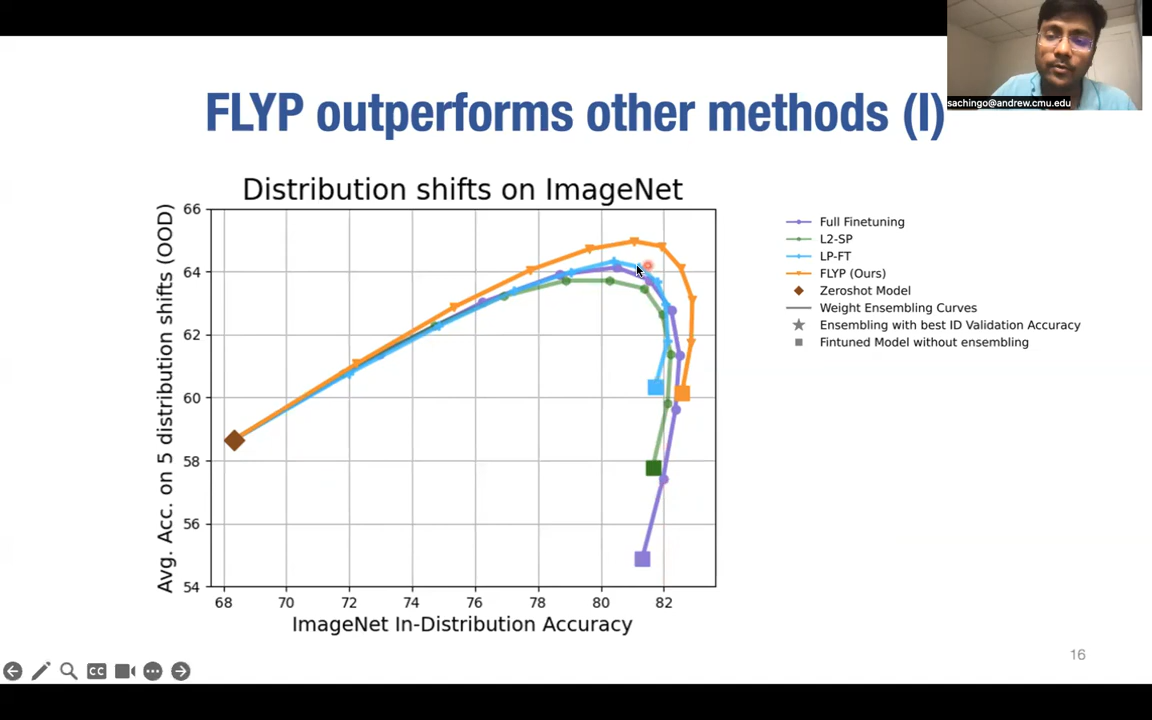 sachingo@andrew.cmu.edu
FLYP outperforms other methods (I)
Distribution shifts on ImageNet
Avg. Acc. on 5 distribution shifts (OOD)
66
64
62
60
58
56
54
68 70 72 74 76 78 80 82
ImageNet In-Distribution Accuracy
Full Finetuning
L2-SP
LP-FT
FLYP (Ours)
Zeroshot Model
Weight Ensembling Curves
Ensembling with best ID Validation Accuracy
Fintuned Model without ensembling
16
CC